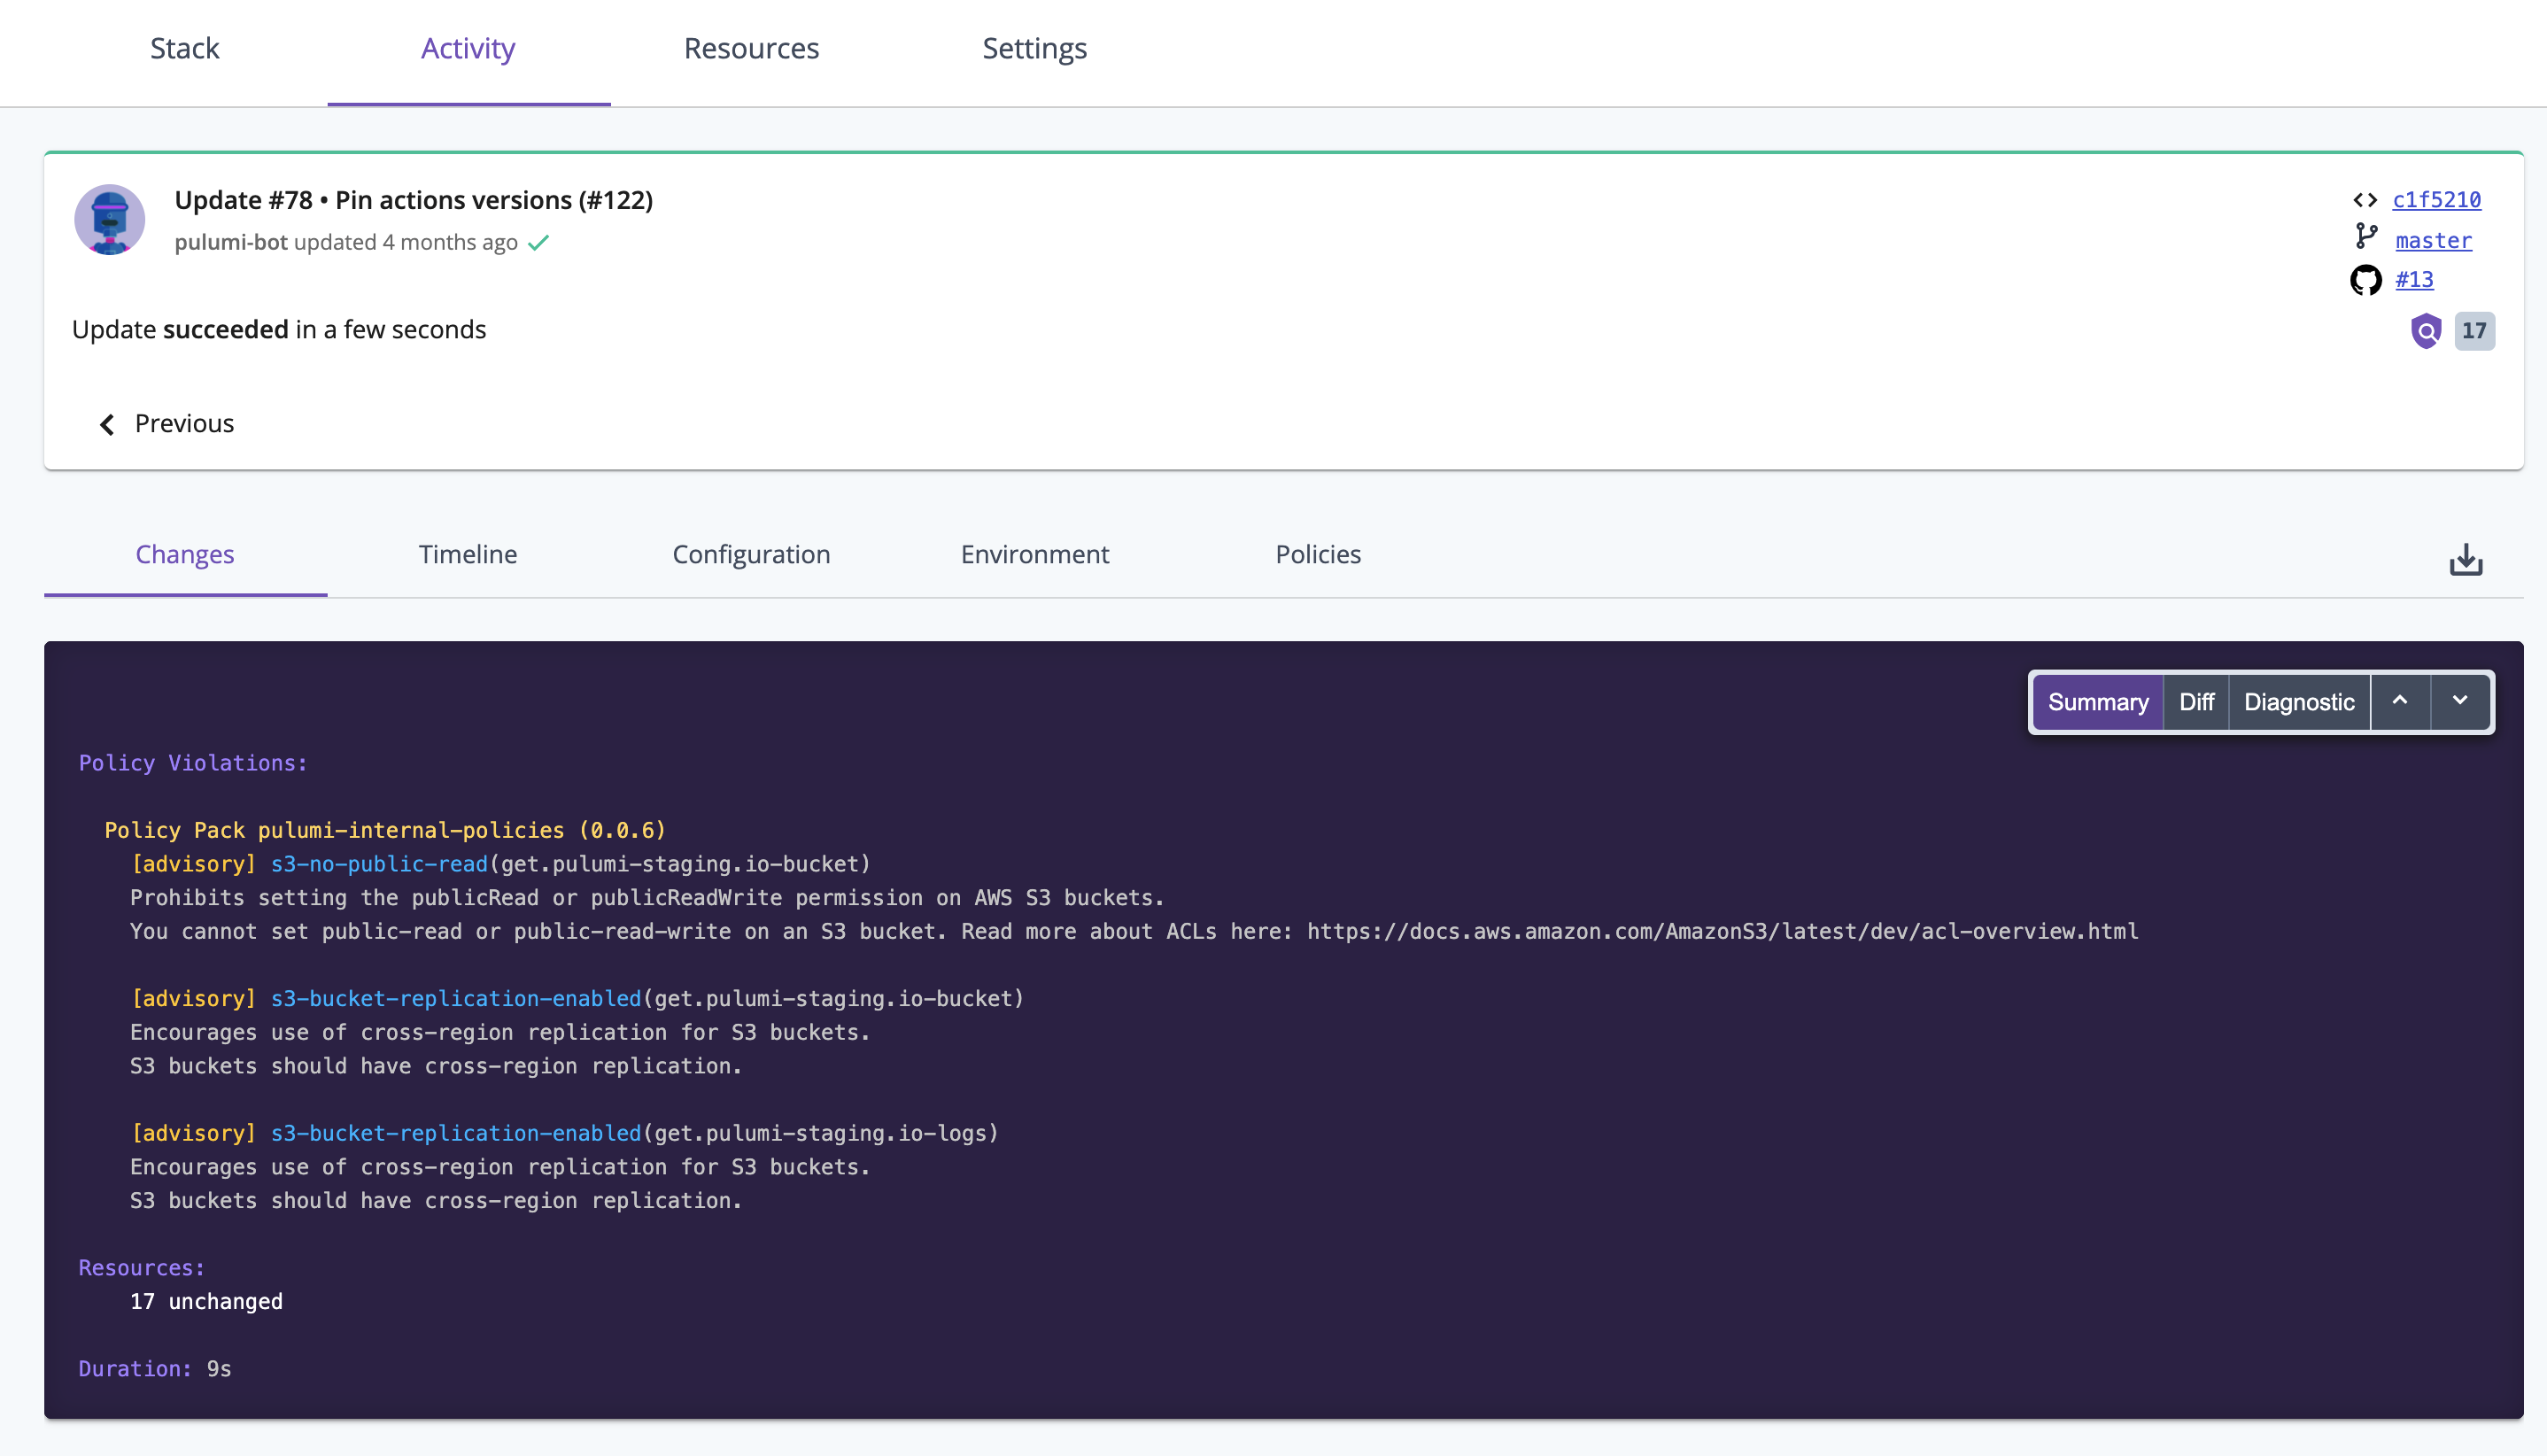 Stack Activity Resources Settings
Update #78 • Pin actions versions (#122)
pulumi-bot updated 4 months ago
c1f5210
master
#13
Update succeeded in a few seconds
17
Previous
Changes Timeline Configuration Environment Policies
Summary Diff Diagnostic
Policy Violations:
Policy Pack pulumi-internal-policies (0.0.6)
[advisory] s3-no-public-read(get.pulumi-staging.io-bucket)
Prohibits setting the publicRead or publicReadWrite permission on AWS S3 buckets.
You cannot set public-read or public-read-write on an S3 bucket. Read more about ACLs here: https://docs.aws.amazon.com/AmazonS3/latest/dev/acl-overview.html
[advisory] s3-bucket-replication-enabled(get.pulumi-staging.io-bucket)
Encourages use of cross-region replication for S3 buckets.
S3 buckets should have cross-region replication.
[advisory] s3-bucket-replication-enabled(get.pulumi-staging.io-logs)
Encourages use of cross-region replication for S3 buckets.
S3 buckets should have cross-region replication.
Resources:
17 unchanged
Duration: 9s